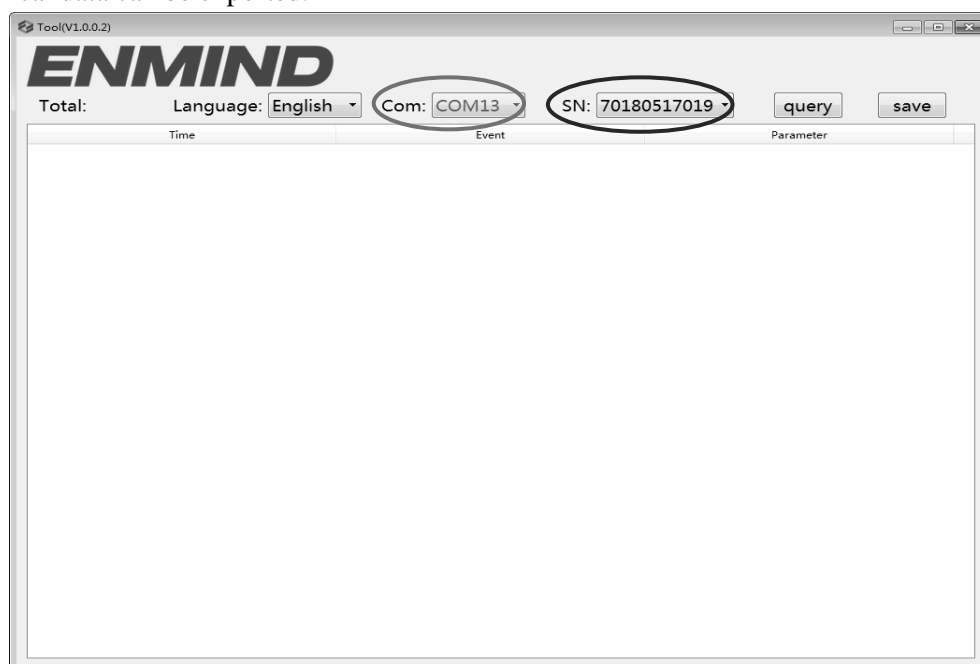 Tool(V1.0.0.2)
ENMIND
Total: Language: English Com: COM13 SN: 70180517019 query save
Time Event Parameter